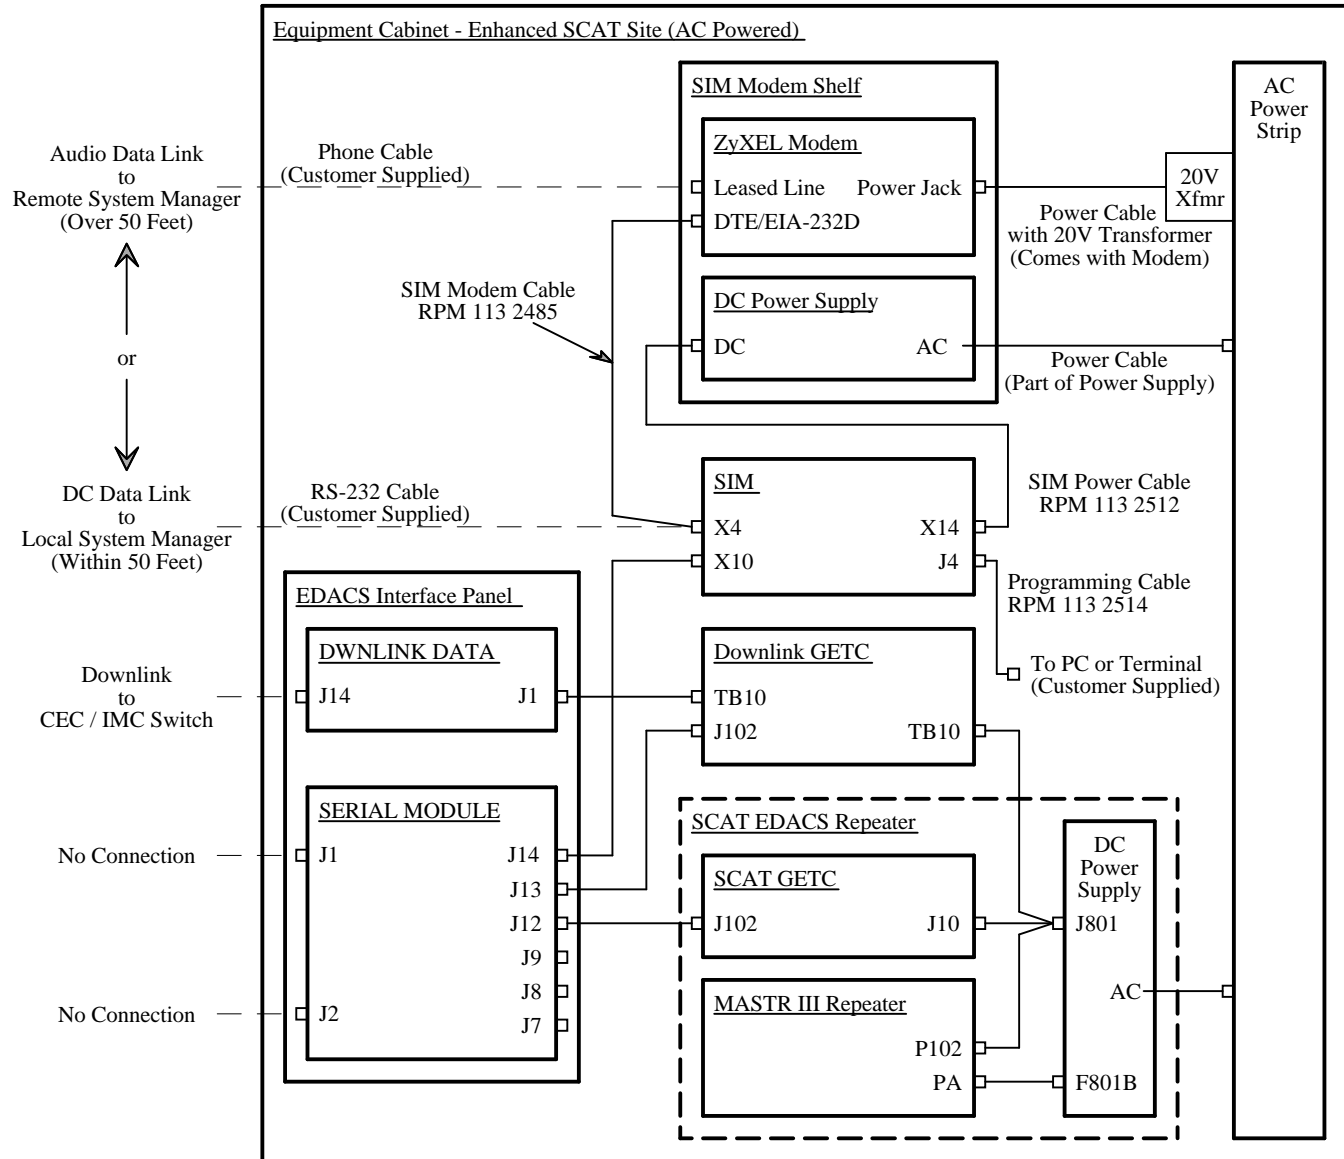 Equipment Cabinet - Enhanced SCAT Site (AC Powered)
SIM Modem Shelf
AC
Power
Strip
ZyXEL Modem
Leased Line
Power Jack
DTE/EIA-232D
20V
Xfmr
Audio Data Link
to
Remote System Manager
(Over 50 Feet)
Phone Cable
(Customer Supplied)
Power Cable
with 20V Transformer
(Comes with Modem)
SIM Modem Cable
RPM 113 2485
DC Power Supply
DC
AC
Power Cable
(Part of Power Supply)
or
DC Data Link
to
Local System Manager
(Within 50 Feet)
RS-232 Cable
(Customer Supplied)
SIM
X4
X14
X10
J4
SIM Power Cable
RPM 113 2512
Programming Cable
RPM 113 2514
To PC or Terminal
(Customer Supplied)
EDACS Interface Panel
DWNLINK DATA
J14
J1
Downlink
to
CEC / IMC Switch
Downlink GETC
TB10
J102
TB10
SERIAL MODULE
J1
J14
J13
J12
J9
J8
J2
J7
No Connection
No Connection
SCAT EDACS Repeater
SCAT GETC
J102
J10
DC
Power
Supply
J801
AC
F801B
MASTR III Repeater
P102
PA